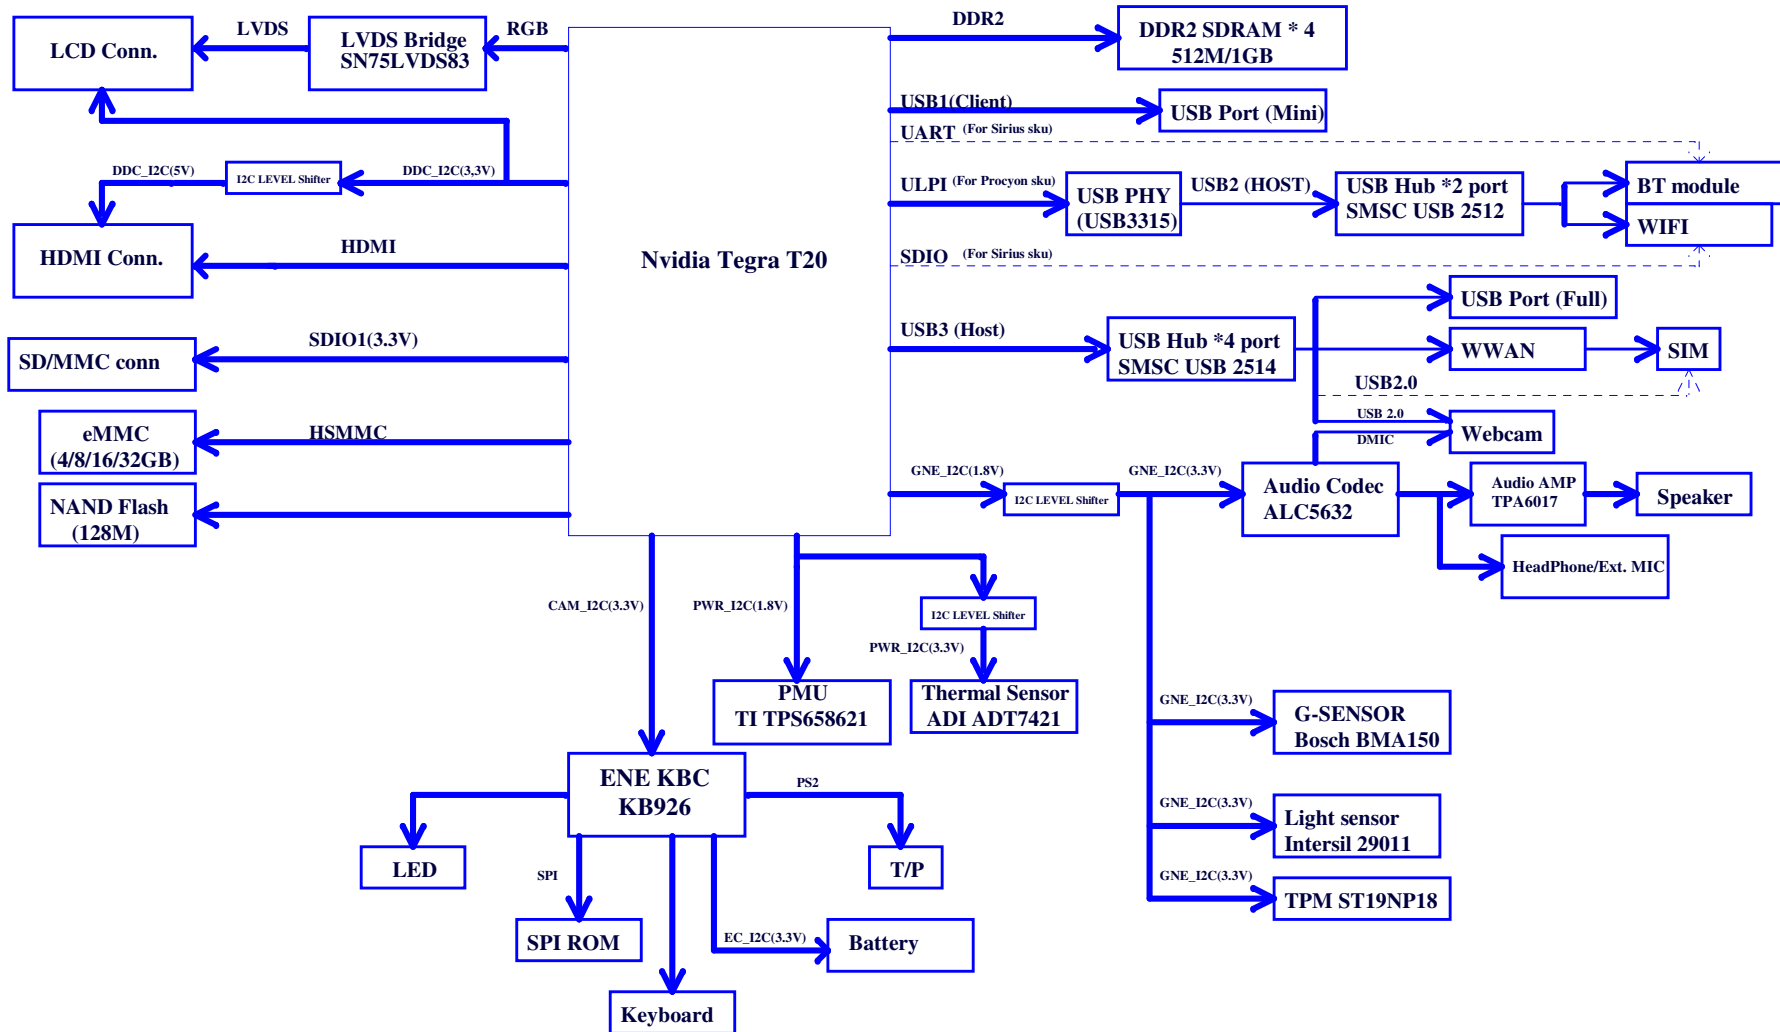 LCD Conn.
LVDS
LVDS Bridge
SN75LVDS83
RGB
DDR2
DDR2 SDRAM * 4
512M/1GB
USB1(Client)
USB Port (Mini)
UART (For Sirius sku)
DDC_I2C(5V)
I2C LEVEL Shifter
DDC_I2C(3,3V)
ULPI (For Procyon sku)
USB PHY
(USB3315)
USB2 (HOST)
USB Hub *2 port
SMSC USB 2512
BT module
WIFI
HDMI Conn.
HDMI
Nvidia Tegra T20
SDIO (For Sirius sku)
USB Port (Full)
SD/MMC conn
SDIO1(3.3V)
USB3 (Host)
USB Hub *4 port
SMSC USB 2514
WWAN
SIM
USB2.0
USB 2.0
DMIC
Webcam
eMMC
(4/8/16/32GB)
HSMMC
NAND Flash
(128M)
GNE_I2C(1.8V)
I2C LEVEL Shifter
GNE_I2C(3.3V)
Audio Codec
ALC5632
Audio AMP
TPA6017
Speaker
HeadPhone/Ext. MIC
CAM_I2C(3.3V)
PWR_I2C(1.8V)
I2C LEVEL Shifter
PWR_I2C(3.3V)
PMU
TI TPS658621
Thermal Sensor
ADI ADT7421
GNE_I2C(3.3V)
G-SENSOR
Bosch BMA150
ENE KBC
KB926
PS2
GNE_I2C(3.3V)
Light sensor
Intersil 29011
LED
SPI
T/P
GNE_I2C(3.3V)
TPM ST19NP18
SPI ROM
EC_I2C(3.3V)
Battery
Keyboard